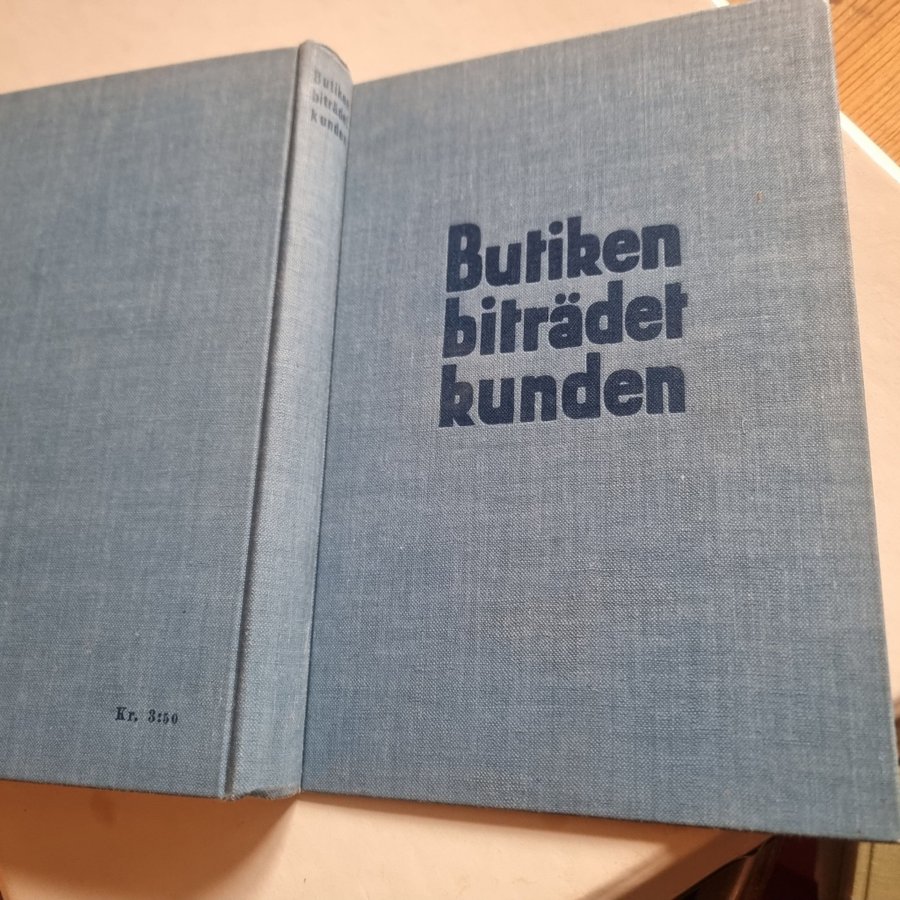 Butiken
biträdet
kunden
Butiken
biträdet
kunden
Kr. 3:50